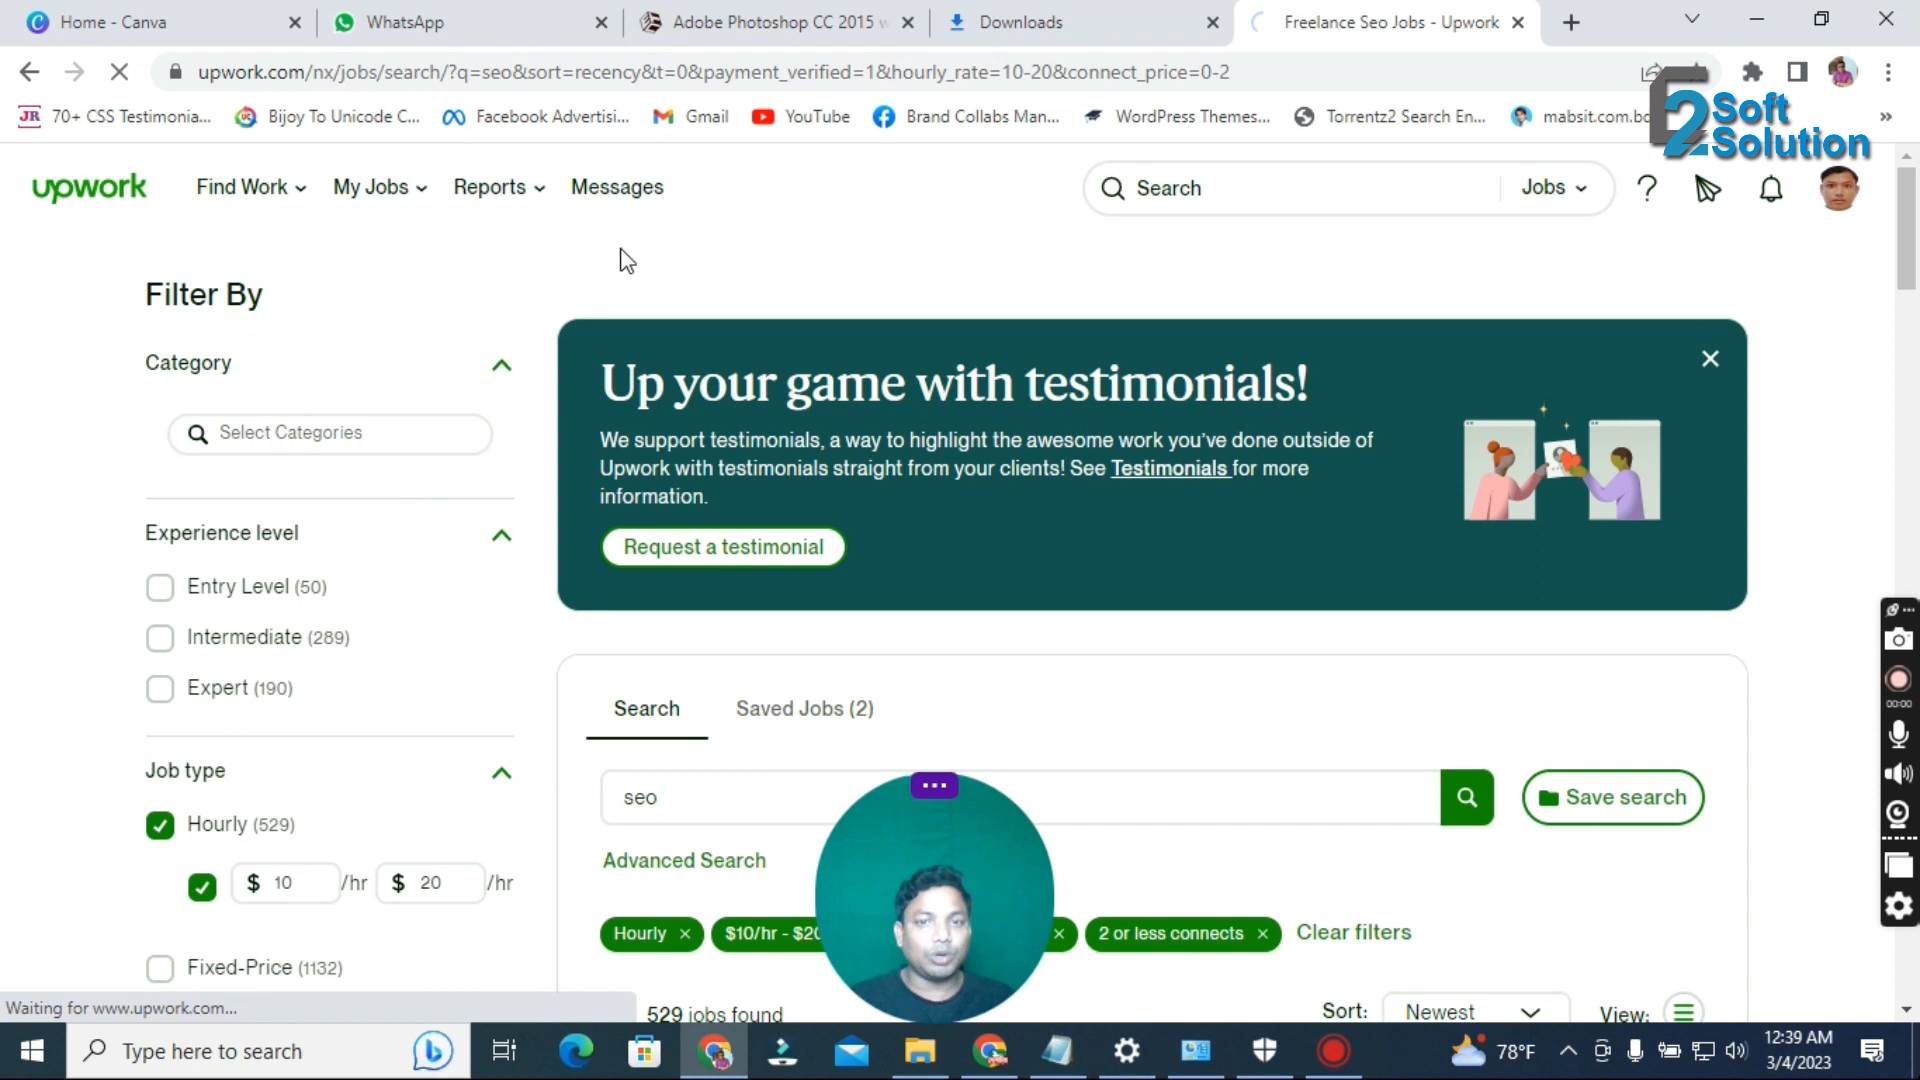 Home - Canva
WhatsApp
Adobe Photoshop CC 2015 w
Downloads
Freelance Seo Jobs - Upwork
upwork.com/nx/jobs/search/?q=seo&sort=recency&t=0&payment_verified=1&hourly_rate=10-20&connect_price=0-2
JR 70+ CSS Testimonia...
Bijoy To Unicode C...
Facebook Advertisi...
Gmail
YouTube
Brand Collabs Man...
WordPress Themes...
Torrentz2 Search En...
mabsit.com.bd
2 Soft
Solution
upwork
Find Work
My Jobs
Reports
Messages
Search
Jobs
Filter By
Category
Select Categories
Experience level
Entry Level (50)
Intermediate (289)
Expert (190)
Job type
Hourly (529)
$ 10 /hr $ 20 /hr
Fixed-Price (1132)
Up your game with testimonials!
We support testimonials, a way to highlight the awesome work you've done outside of
Upwork with testimonials straight from your clients! See Testimonials for more
information.
Request a testimonial
Search
Saved Jobs (2)
seo
Save search
Advanced Search
Hourly
$10/hr - $20
2 or less connects
Clear filters
529 jobs found
Sort:
Newest
View:
Waiting for www.upwork.com...
00:00
Type here to search
78°F
12:39 AM
3/4/2023